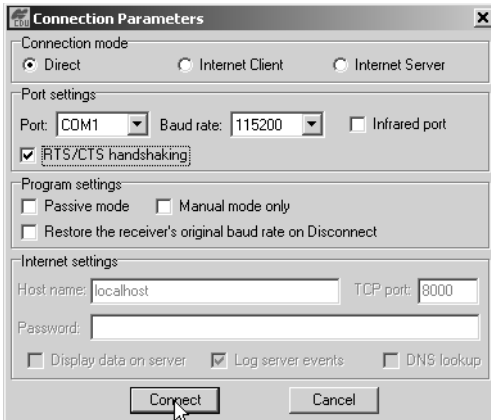 CDU Connection Parameters
Connection mode
Direct Internet Client Internet Server
Port settings
Port: COM1 Baud rate: 115200 Infrared port
RTS/CTS handshaking
Program settings
Passive mode Manual mode only
Restore the receiver's original baud rate on Disconnect
Internet settings
Host name: localhost TCP port: 8000
Password:
Display data on server Log server events DNS lookup
Connect Cancel